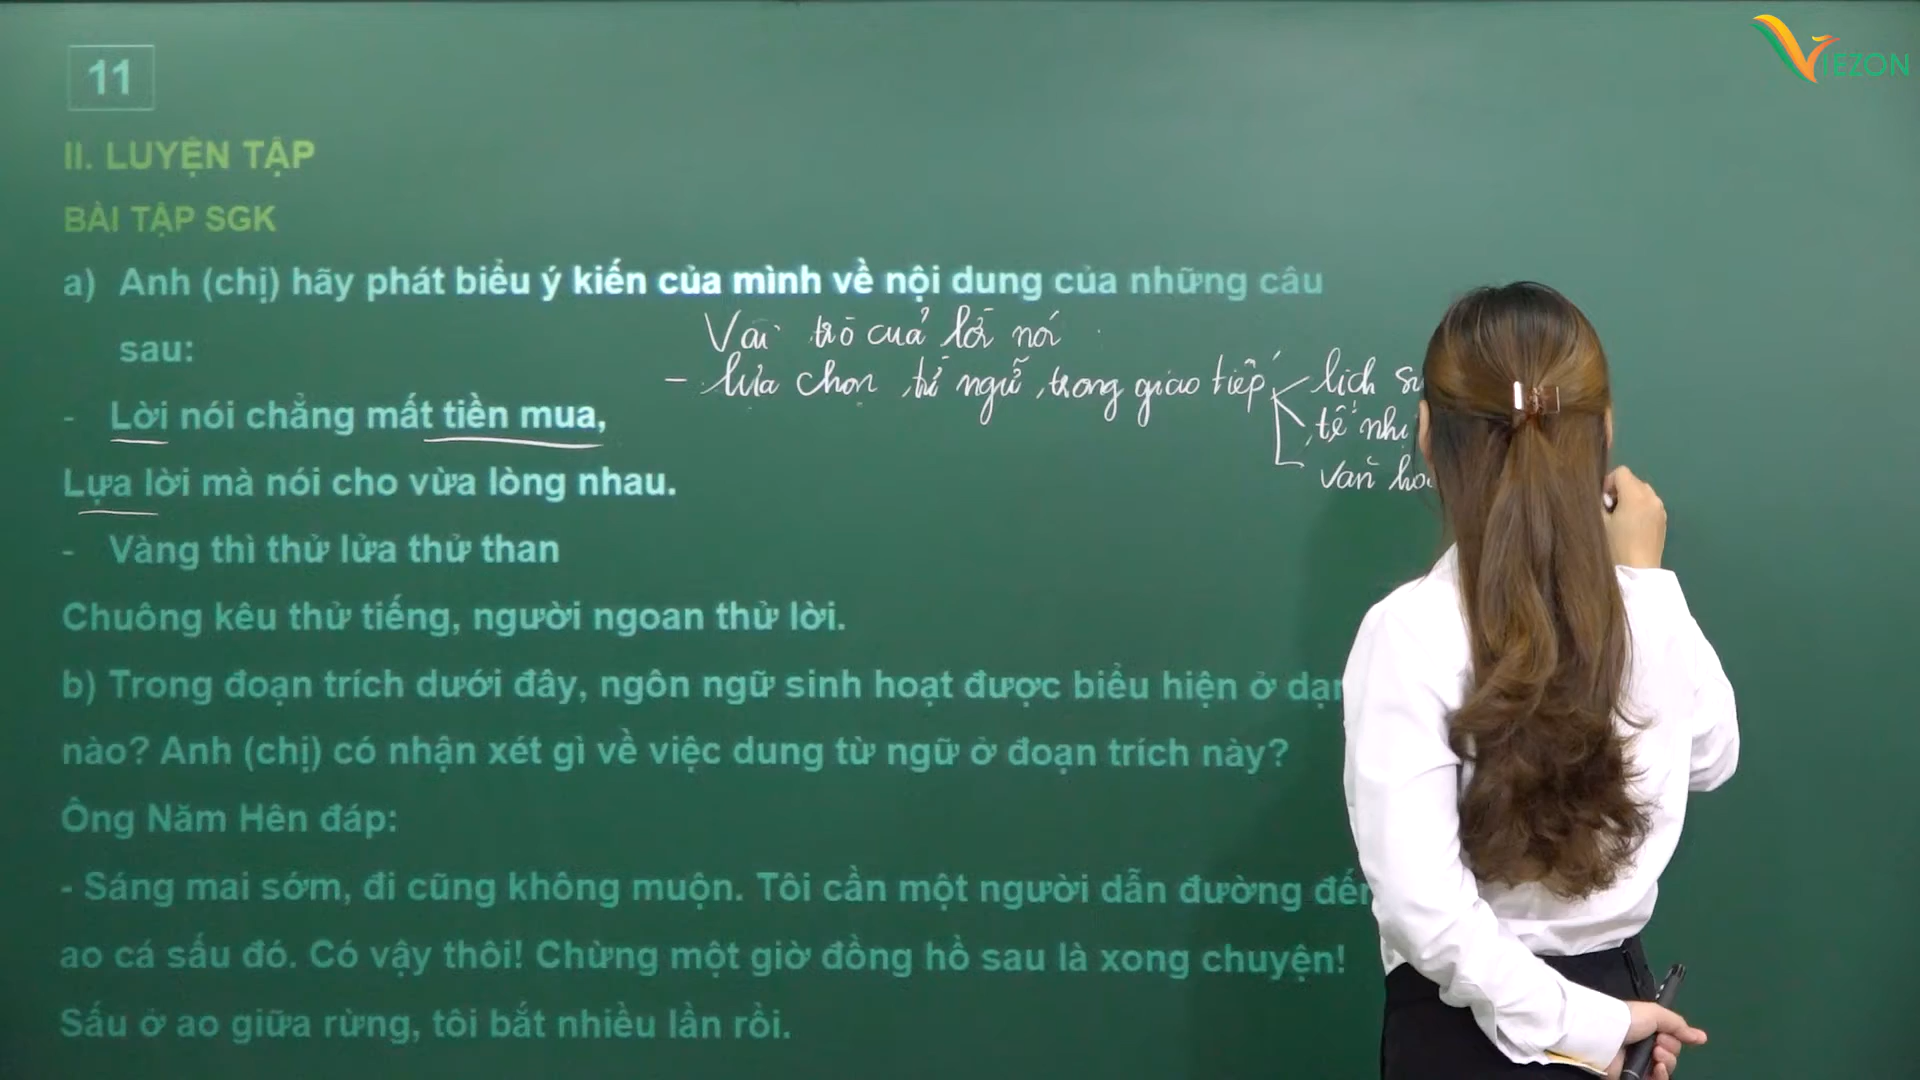 11
VIEZON
II. LUYỆN TẬP
BÀI TẬP SGK
a) Anh (chị) hãy phát biểu ý kiến của mình về nội dung của những câu
sau:
Vai trò của lời nói
- lựa chọn từ ngữ trong giao tiếp
lịch
tế nhị
văn
- Lời nói chẳng mất tiền mua,
Lựa lời mà nói cho vừa lòng nhau.
- Vàng thì thử lửa thử than
Chuông kêu thử tiếng, người ngoan thử lời.
b) Trong đoạn trích dưới đây, ngôn ngữ sinh hoạt được biểu hiện ở
nào? Anh (chị) có nhận xét gì về việc dung từ ngữ ở đoạn trích này?
Ông Năm Hên đáp:
- Sáng mai sớm, đi cũng không muộn. Tôi cần một người dẫn đường
ao cá sấu đó. Có vậy thôi! Chừng một giờ đồng hồ sau là xong chuyện!
Sấu ở ao giữa rừng, tôi bắt nhiều lần rồi.